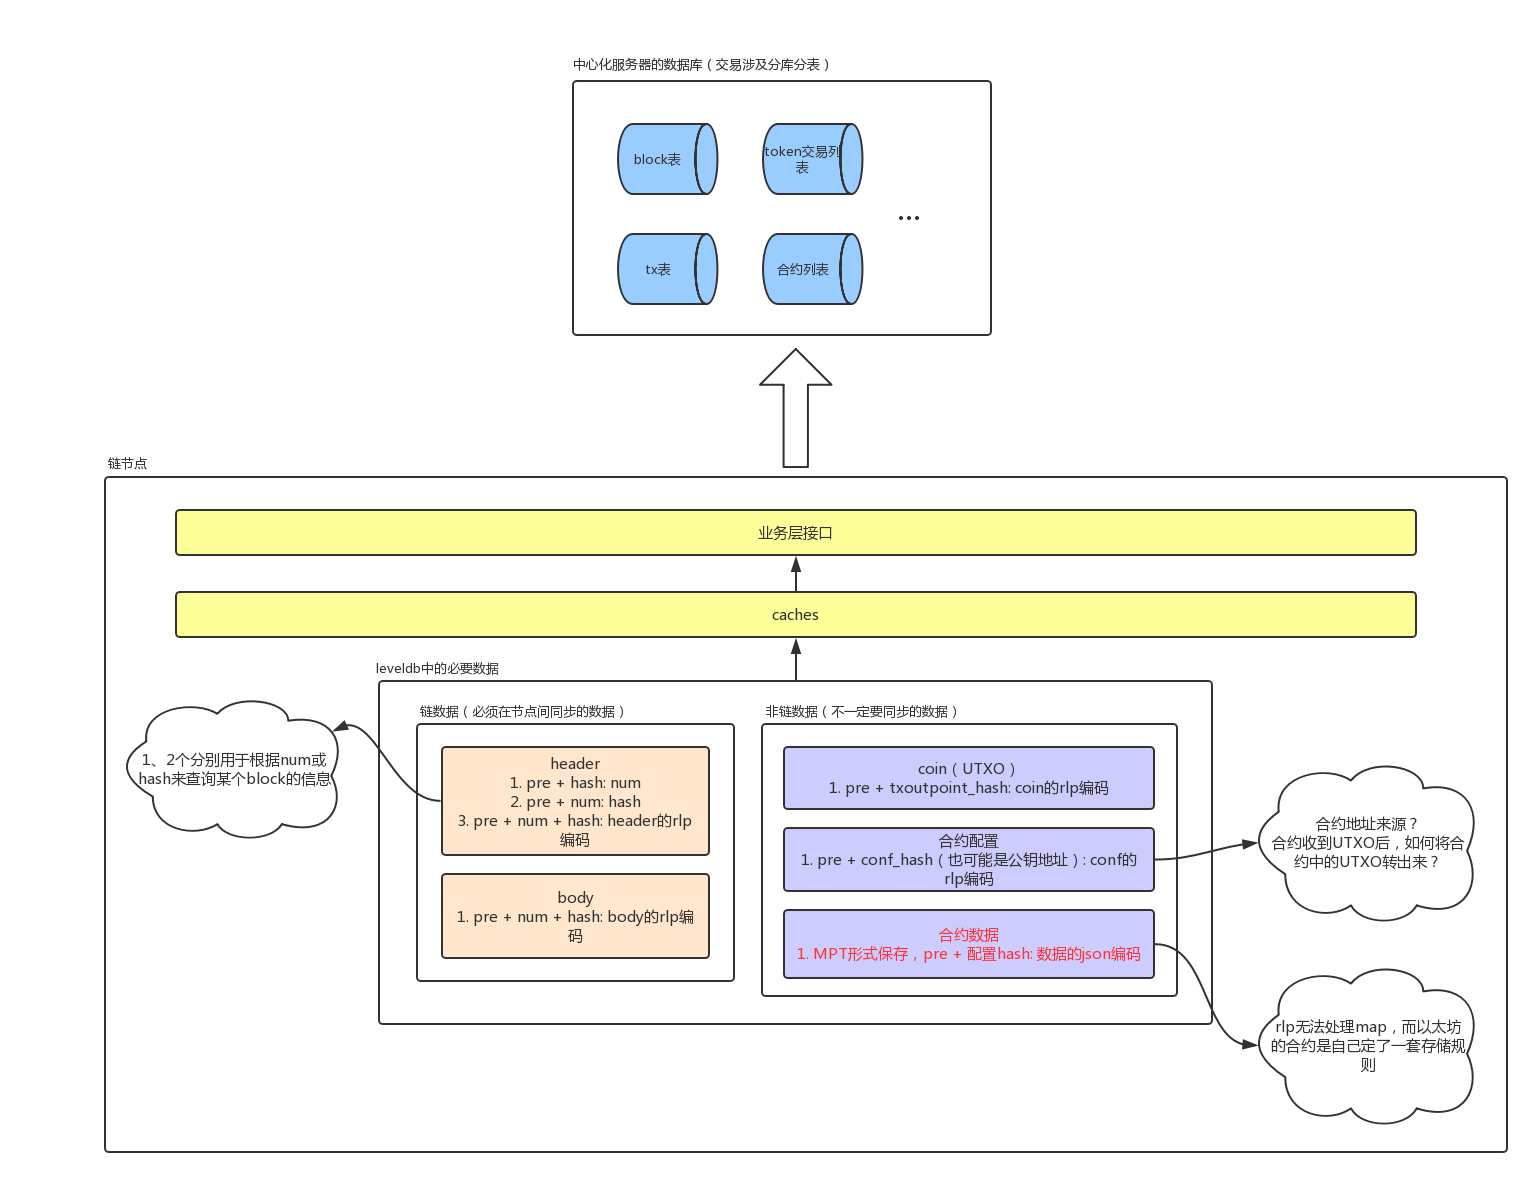 中心化服务器的数据库（交易涉及分库分表）
block表
token交易列
表
tx表
合约列表
...
链节点
业务层接口
caches
leveldb中的必要数据
链数据（必须在节点间同步的数据）
header
1. pre + hash: num
2. pre + num: hash
3. pre + num + hash: header的rlp
编码
body
1. pre + num + hash: body的rlp编
码
1、2个分别用于根据num或
hash来查询某个block的信息
非链数据（不一定要同步的数据）
coin（UTXO）
1. pre + txoutpoint_hash: coin的rlp编码
合约配置
1. pre + conf_hash（也可能是公钥地址）: conf的
rlp编码
合约数据
1. MPT形式保存，pre + 配置hash: 数据的json编码
合约地址来源？
合约收到UTXO后，如何将合
约中的UTXO转出来？
rlp无法处理map，而以太坊
的合约是自己定了一套存储规
则